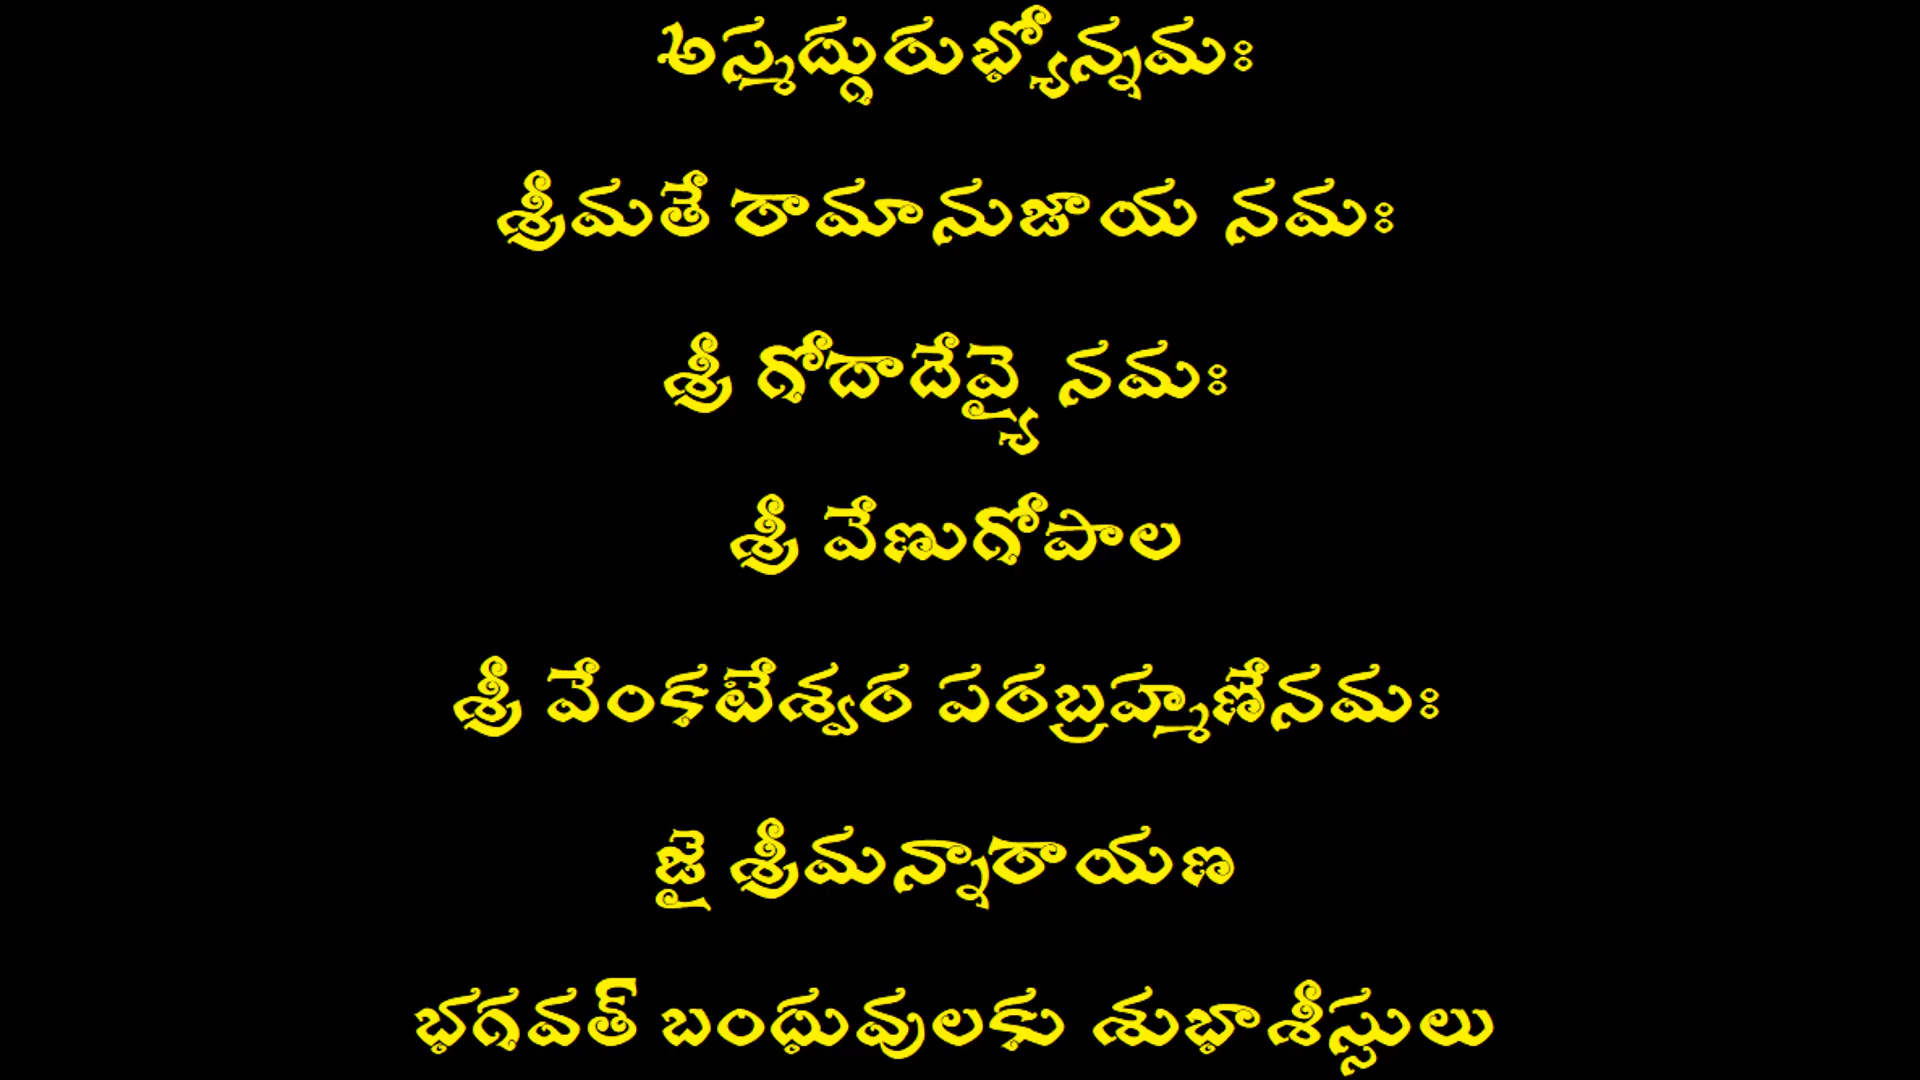 అస్మద్గురుభ్యోన్నమః
శ్రీమతే రామానుజాయ నమః
శ్రీ గోదాదేవ్యై నమః
శ్రీ వేణుగోపాల
శ్రీ వేంకటేశ్వర పరబ్రహ్మణేనమః
జై శ్రీమన్నారాయణ
భగవత్ బంధువులకు శుభాశీస్సులు